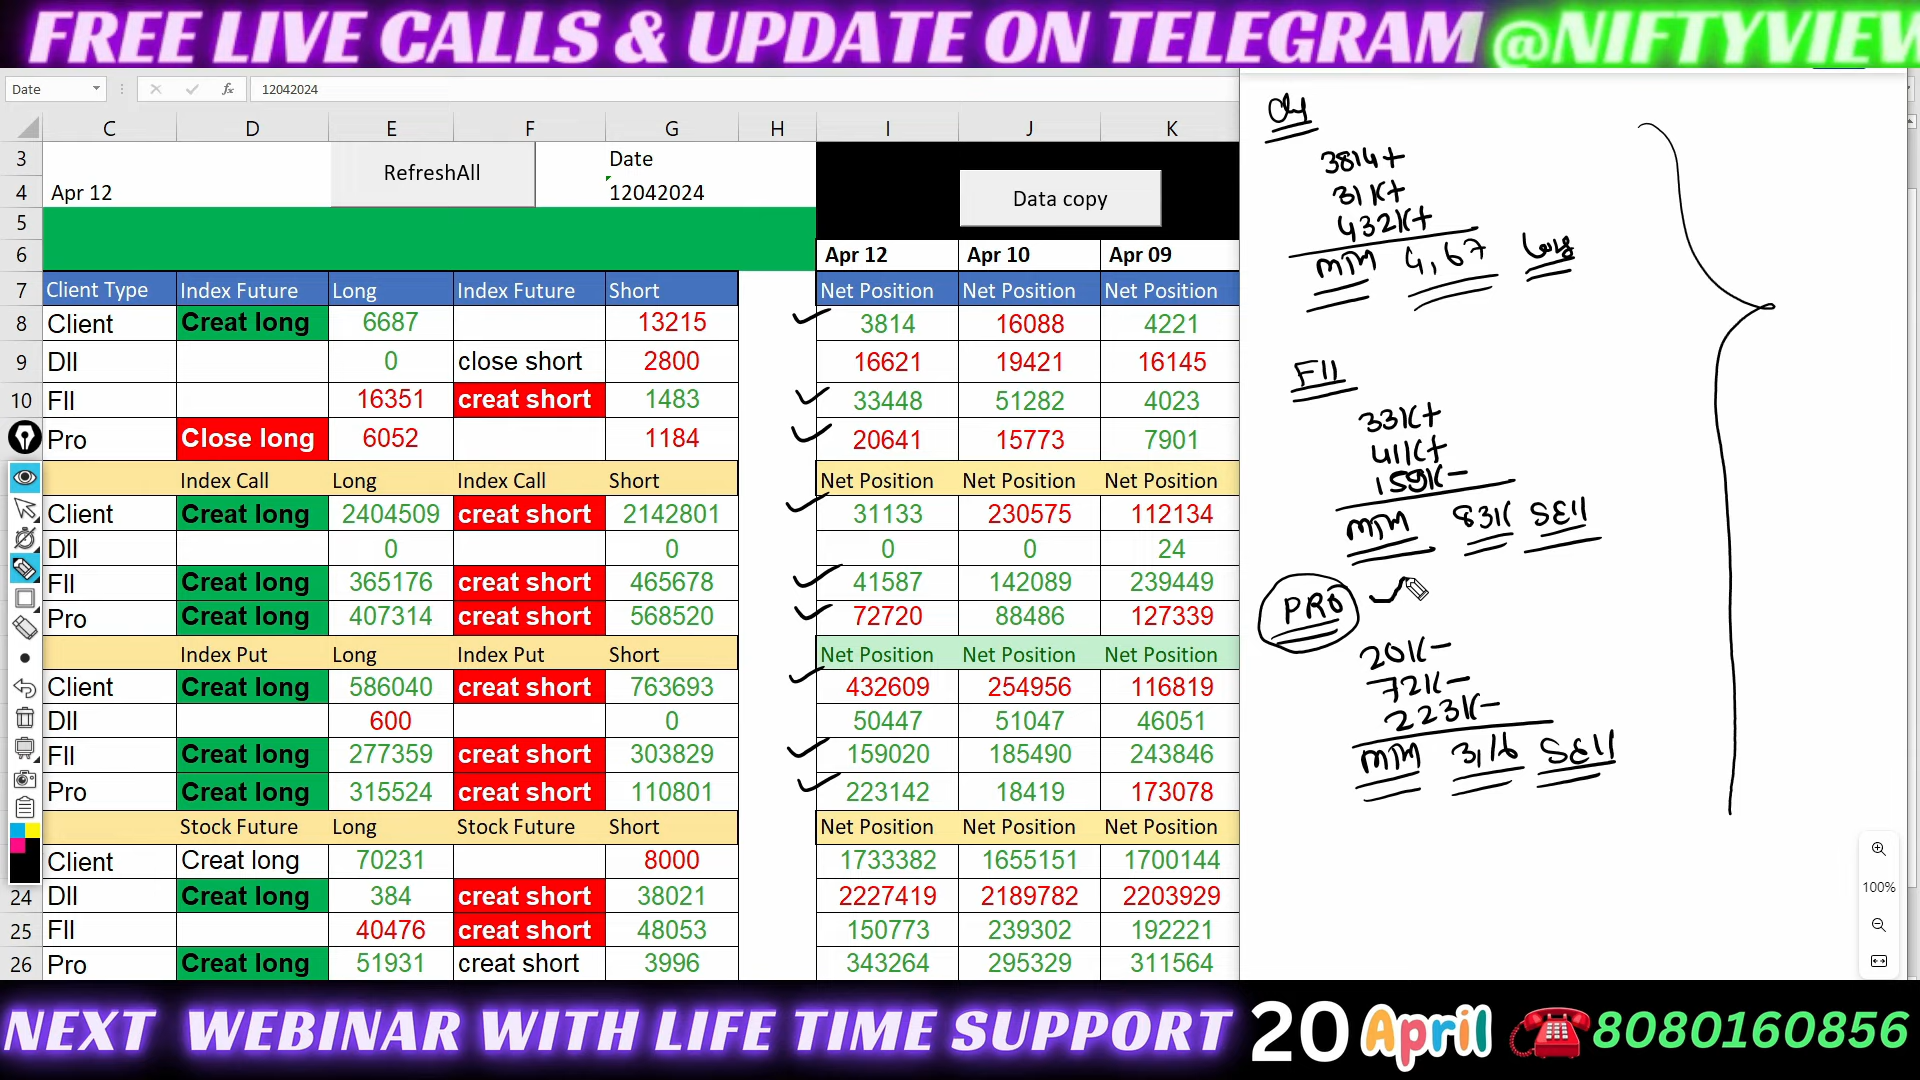 FREE LIVE CALLS & UPDATE ON TELEGRAM @NIFTYVIEW
Date fx 12042024
C D E F G H I J K
3 RefreshAll Date
4 Apr 12 12042024 Data copy
5
6 Apr 12 Apr 10 Apr 09
7 Client Type Index Future Long Index Future Short Net Position Net Position Net Position
8 Client Creat long 6687 13215 3814 16088 4221
9 DII 0 close short 2800 16621 19421 16145
10 FII 16351 creat short 1483 33448 51282 4023
Pro Close long 6052 1184 20641 15773 7901
Index Call Long Index Call Short Net Position Net Position Net Position
Client Creat long 2404509 creat short 2142801 31133 230575 112134
DII 0 0 0 0 24
FII Creat long 365176 creat short 465678 41587 142089 239449
Pro Creat long 407314 creat short 568520 72720 88486 127339
Index Put Long Index Put Short Net Position Net Position Net Position
Client Creat long 586040 creat short 763693 432609 254956 116819
DII 600 0 50447 51047 46051
FII Creat long 277359 creat short 303829 159020 185490 243846
Pro Creat long 315524 creat short 110801 223142 18419 173078
Stock Future Long Stock Future Short Net Position Net Position Net Position
Client Creat long 70231 8000 1733382 1655151 1700144
24 DII Creat long 384 creat short 38021 2227419 2189782 2203929
25 FII 40476 creat short 48053 150773 239302 192221
26 Pro Creat long 51931 creat short 3996 343264 295329 311564
3814+
31K+
432K+
MTM 4,67 long
FII
33K+
41K+
159K-
MTM 83K SELL
PRO
20K-
72K-
223K-
MTM 3,16 SELL
100%
NEXT WEBINAR WITH LIFE TIME SUPPORT 20 April 8080160856